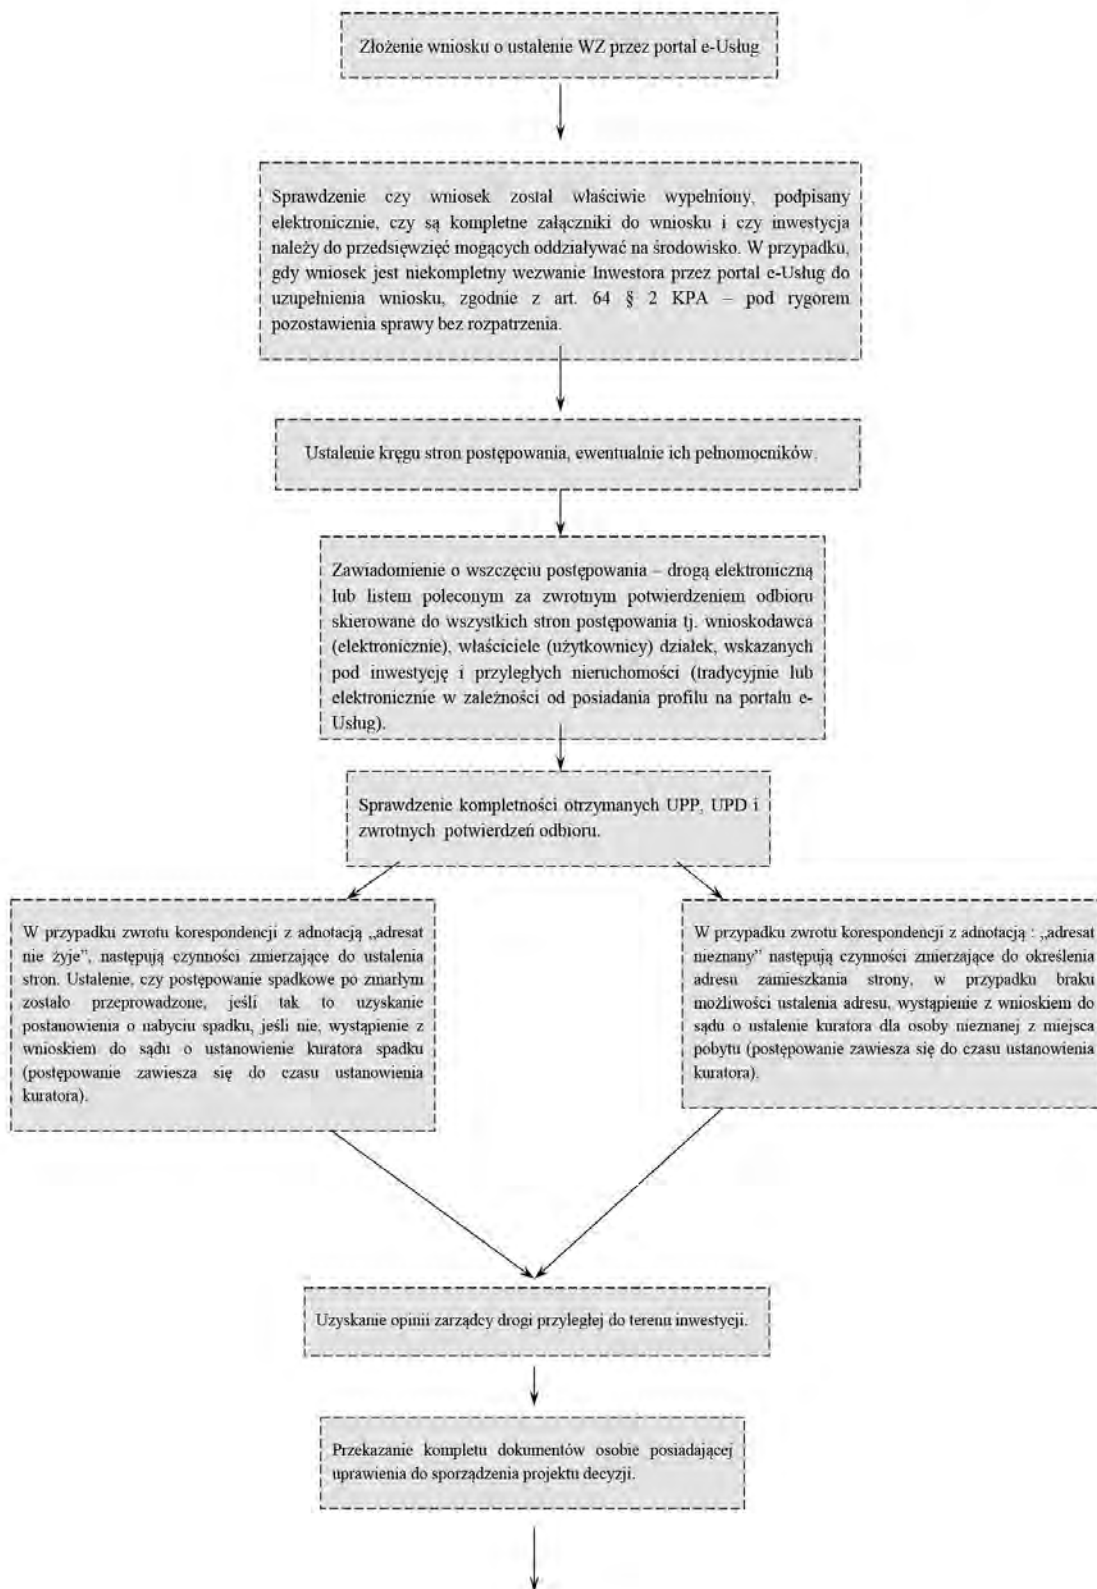 Złożenie wniosku o ustalenie WZ przez portal e-Usług
Sprawdzenie czy wniosek został właściwie wypełniony, podpisany
elektronicznie, czy są kompletne załączniki do wniosku i czy inwestycja
należy do przedsięwzięć mogących oddziaływać na środowisko. W przypadku,
gdy wniosek jest niekompletny wezwanie Inwestora przez portal e-Usług do
uzupełnienia wniosku, zgodnie z art. 64 § 2 KPA – pod rygorem
pozostawienia sprawy bez rozpatrzenia.
Ustalenie kręgu stron postępowania, ewentualnie ich pełnomocników.
Zawiadomienie o wszczęciu postępowania – drogą elektroniczną
lub listem poleconym za zwrotnym potwierdzeniem odbioru
skierowane do wszystkich stron postępowania tj. wnioskodawca
(elektronicznie), właściciele (użytkownicy) działek, wskazanych
pod inwestycję i przyległych nieruchomości (tradycyjnie lub
elektronicznie w zależności od posiadania profilu na portalu e-
Usług).
Sprawdzenie kompletności otrzymanych UPP, UPD i
zwrotnych potwierdzeń odbioru.
W przypadku zwrotu korespondencji z adnotacją „adresat
nie żyje”, następują czynności zmierzające do ustalenia
stron. Ustalenie, czy postępowanie spadkowe po zmarłym
zostało przeprowadzone, jeśli tak to uzyskanie
postanowienia o nabyciu spadku, jeśli nie, wystąpienie z
wnioskiem do sądu o ustanowienie kuratora spadku
(postępowanie zawiesza się do czasu ustanowienia
kuratora).
W przypadku zwrotu korespondencji z adnotacją : „adresat
nieznany” następują czynności zmierzające do określenia
adresu zamieszkania strony, w przypadku braku
możliwości ustalenia adresu, wystąpienie z wnioskiem do
sądu o ustalenie kuratora dla osoby nieznanej z miejsca
pobytu (postępowanie zawiesza się do czasu ustanowienia
kuratora).
Uzyskanie opinii zarządcy drogi przyległej do terenu inwestycji.
Przekazanie kompletu dokumentów osobie posiadającej
uprawienia do sporządzenia projektu decyzji.